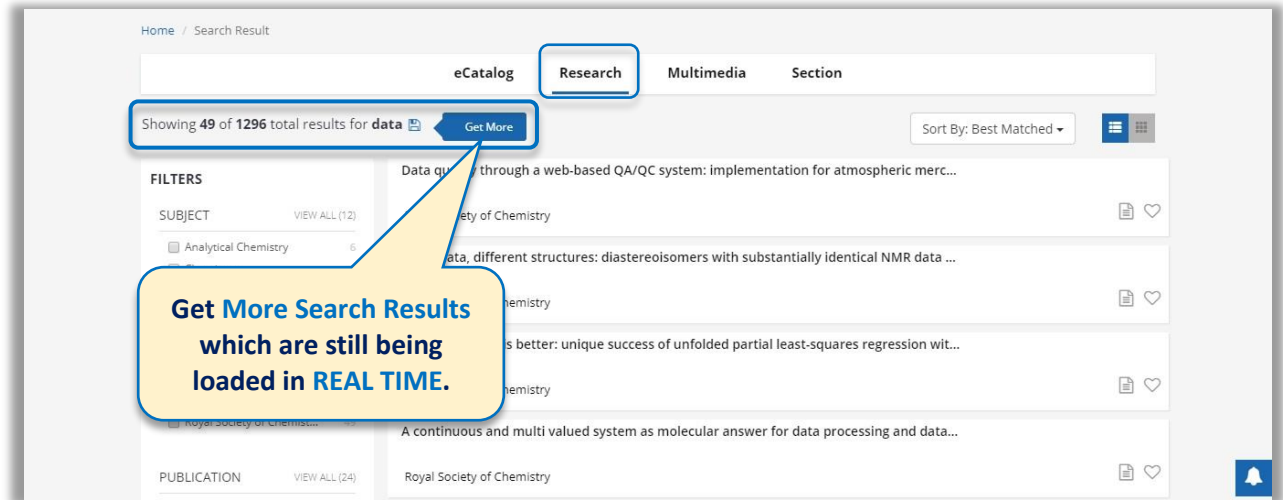 Home / Search Result
eCatalog Research Multimedia Section
Showing 49 of 1296 total results for data Get More Sort By: Best Matched
FILTERS
SUBJECT VIEW ALL (12)
Analytical Chemistry 6
Get More Search Results
which are still being
loaded in REAL TIME.
Royal Society of Chemist... 49
PUBLICATION VIEW ALL (24)
Data through a web-based QA/QC system: implementation for atmospheric merc...
of Chemistry
different structures: diastereoisomers with substantially identical NMR data ...
better: unique success of unfolded partial least-squares regression wit...
A continuous and multi valued system as molecular answer for data processing and data...
Royal Society of Chemistry